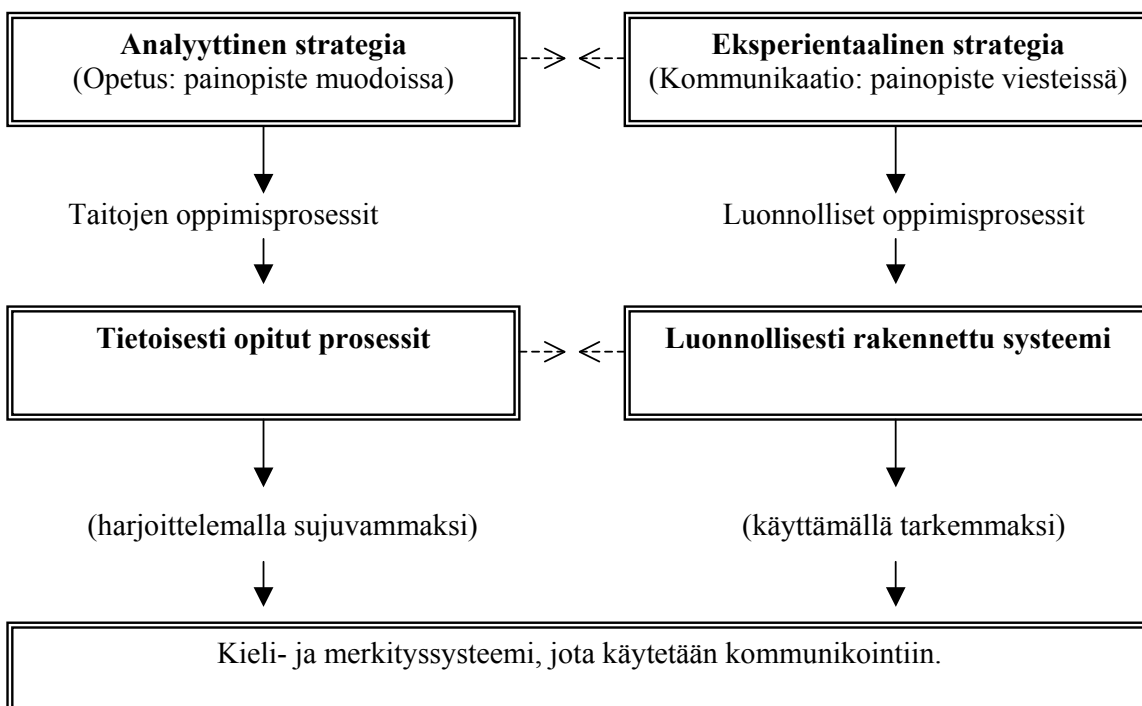 Analyyttinen strategia
(Opetus: painopiste muodoissa)
Eksperientaalinen strategia
(Kommunikaatio: painopiste viesteissä)
Taitojen oppimisprosessit
Luonnolliset oppimisprosessit
Tietoisesti opitut prosessit
Luonnollisesti rakennettu systeemi
(harjoittelemalla sujuvammaksi)
(käyttämällä tarkemmaksi)
Kieli- ja merkityssysteemi, jota käytetään kommunikointiin.